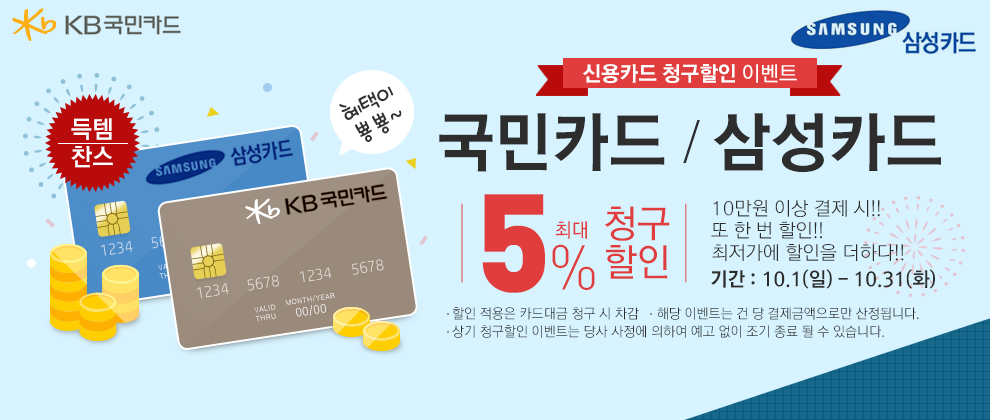 KB국민카드
SAMSUNG 삼성카드
신용카드 청구할인 이벤트
득템
찬스
혜택이
뿅뿅~
국민카드 / 삼성카드
SAMSUNG 삼성카드
KB 국민카드
1234 56
1234 5678 1234 5678
VALID
THRU
MONTH/YEAR
00/00
최대 5% 청구
할인
10만원 이상 결제 시!!
또 한 번 할인!!
최저가에 할인을 더하다!!
기간 : 10.1(일) – 10.31(화)
· 할인 적용은 카드대금 청구 시 차감 · 해당 이벤트는 건 당 결제금액으로만 산정됩니다.
· 상기 청구할인 이벤트는 당사 사정에 의하여 예고 없이 조기 종료 될 수 있습니다.